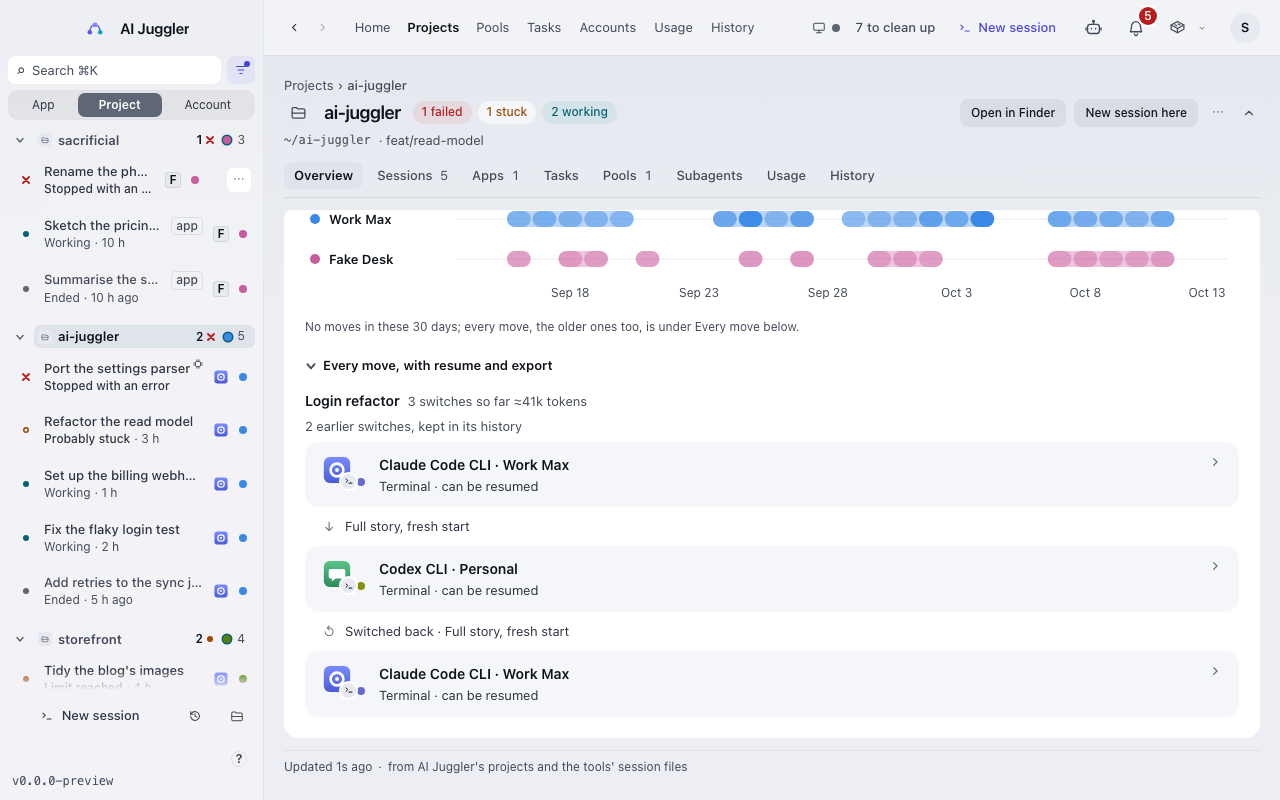 AI Juggler
Search ⌘K
App Project Account
sacrificial 1 3
Rename the ph... F
Stopped with an ...
Sketch the pricin... app F
Working · 10 h
Summarise the s... app F
Ended · 10 h ago
ai-juggler 2 5
Port the settings parser
Stopped with an error
Refactor the read model
Probably stuck · 3 h
Set up the billing webh...
Working · 1 h
Fix the flaky login test
Working · 2 h
Add retries to the sync j...
Ended · 5 h ago
storefront 2 4
Tidy the blog's images
Limit reached · 4 h
New session
?
v0.0.0-preview
Home Projects Pools Tasks Accounts Usage History 7 to clean up New session 5 S
Projects › ai-juggler
ai-juggler 1 failed 1 stuck 2 working Open in Finder New session here ...
~/ai-juggler · feat/read-model
Overview Sessions 5 Apps 1 Tasks Pools 1 Subagents Usage History
Work Max
Fake Desk
Sep 18 Sep 23 Sep 28 Oct 3 Oct 8 Oct 13
No moves in these 30 days; every move, the older ones too, is under Every move below.
Every move, with resume and export
Login refactor 3 switches so far ≈41k tokens
2 earlier switches, kept in its history
Claude Code CLI · Work Max
Terminal · can be resumed
Full story, fresh start
Codex CLI · Personal
Terminal · can be resumed
Switched back · Full story, fresh start
Claude Code CLI · Work Max
Terminal · can be resumed
Updated 1s ago · from AI Juggler's projects and the tools' session files